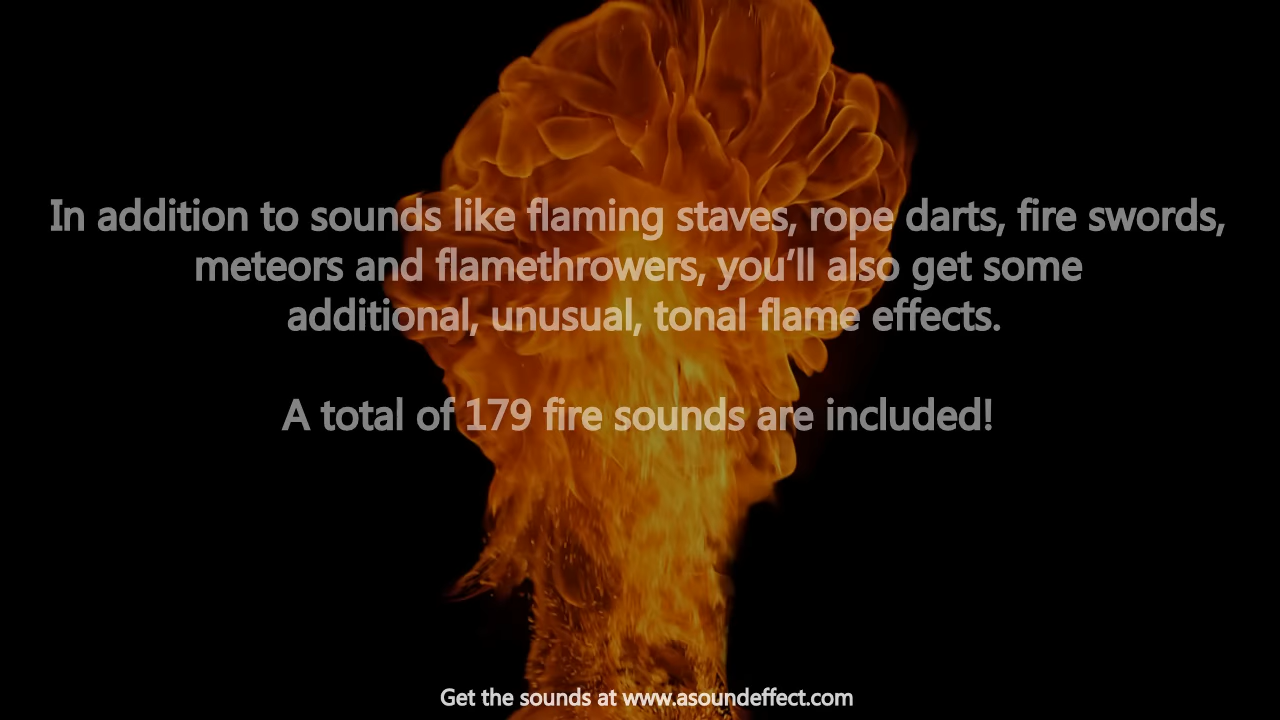 In addition to sounds like flaming staves, rope darts, fire swords,
meteors and flamethrowers, you’ll also get some
additional, unusual, tonal flame effects.
A total of 179 fire sounds are included!
Get the sounds at www.asoundeffect.com